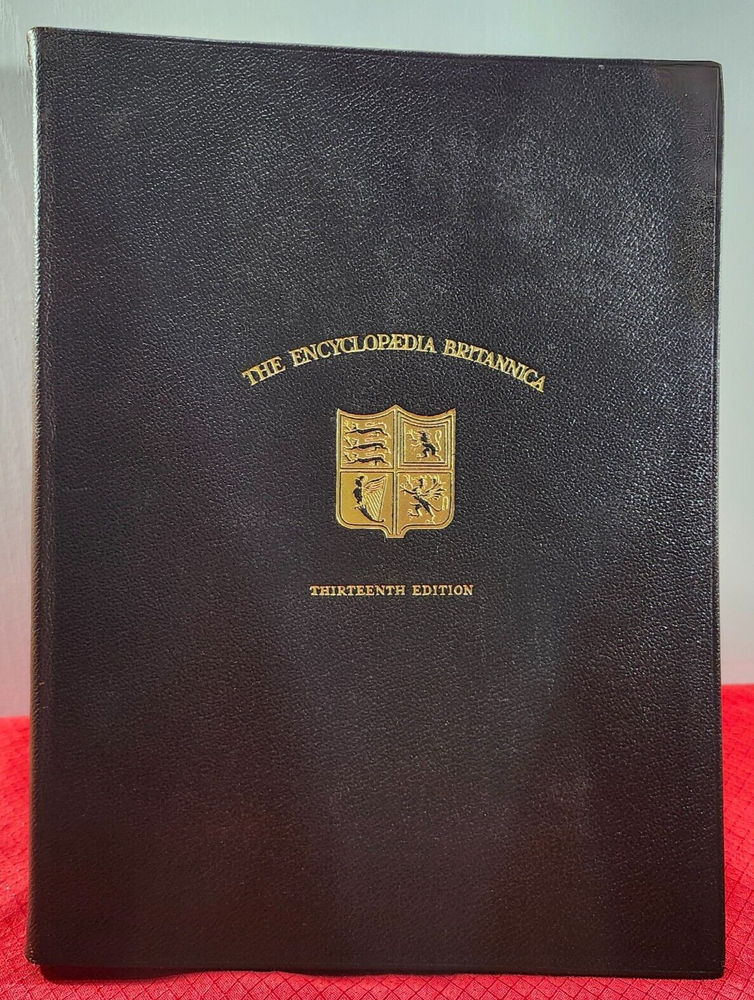 THE ENCYCLOPÆDIA BRITANNICA
THIRTEENTH EDITION